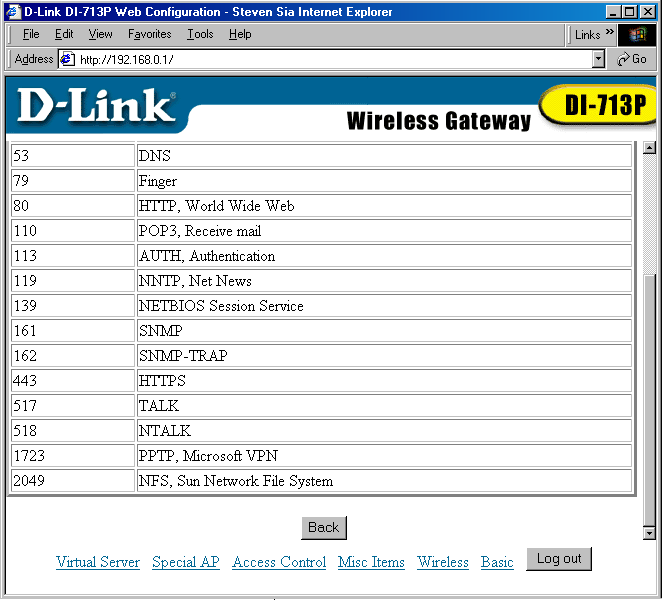 D-Link DI-713P Web Configuration - Steven Sia Internet Explorer
File Edit View Favorites Tools Help Links »
Address http://192.168.0.1/ Go
D-Link® Wireless Gateway DI-713P
53 DNS
79 Finger
80 HTTP, World Wide Web
110 POP3, Receive mail
113 AUTH, Authentication
119 NNTP, Net News
139 NETBIOS Session Service
161 SNMP
162 SNMP-TRAP
443 HTTPS
517 TALK
518 NTALK
1723 PPTP, Microsoft VPN
2049 NFS, Sun Network File System
Back
Virtual Server Special AP Access Control Misc Items Wireless Basic Log out